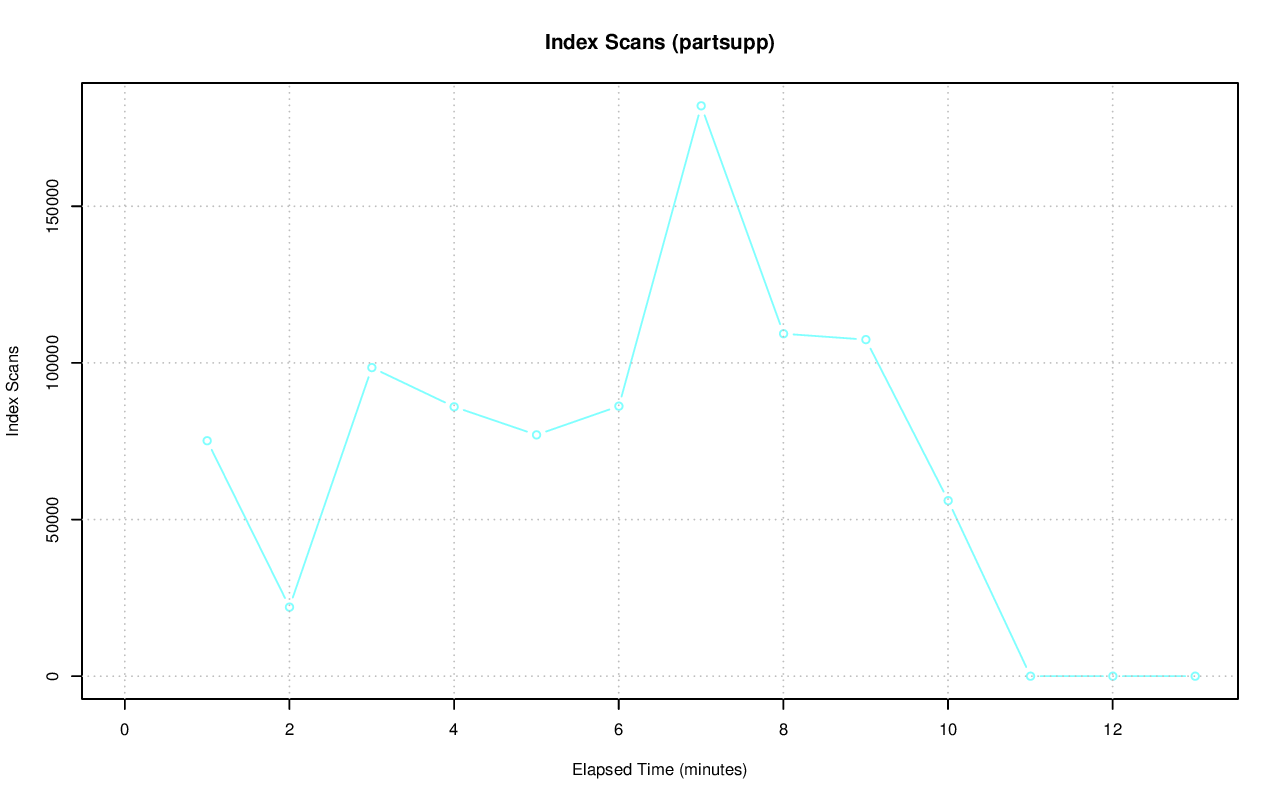 Index Scans (partsupp)
Index Scans
150000
100000
50000
0
0 2 4 6 8 10 12
Elapsed Time (minutes)